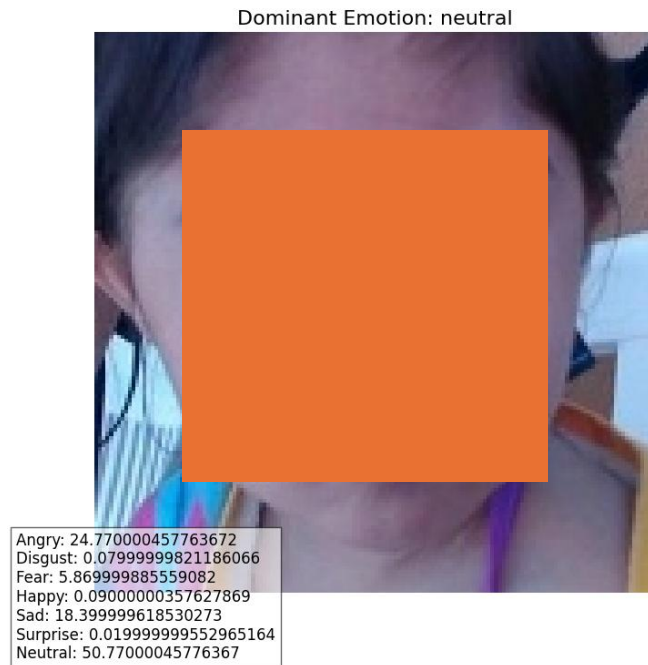 Dominant Emotion: neutral
Angry: 24.770000457763672
Disgust: 0.07999999821186066
Fear: 5.869999885559082
Happy: 0.09000000357627869
Sad: 18.399999618530273
Surprise: 0.019999999552965164
Neutral: 50.77000045776367